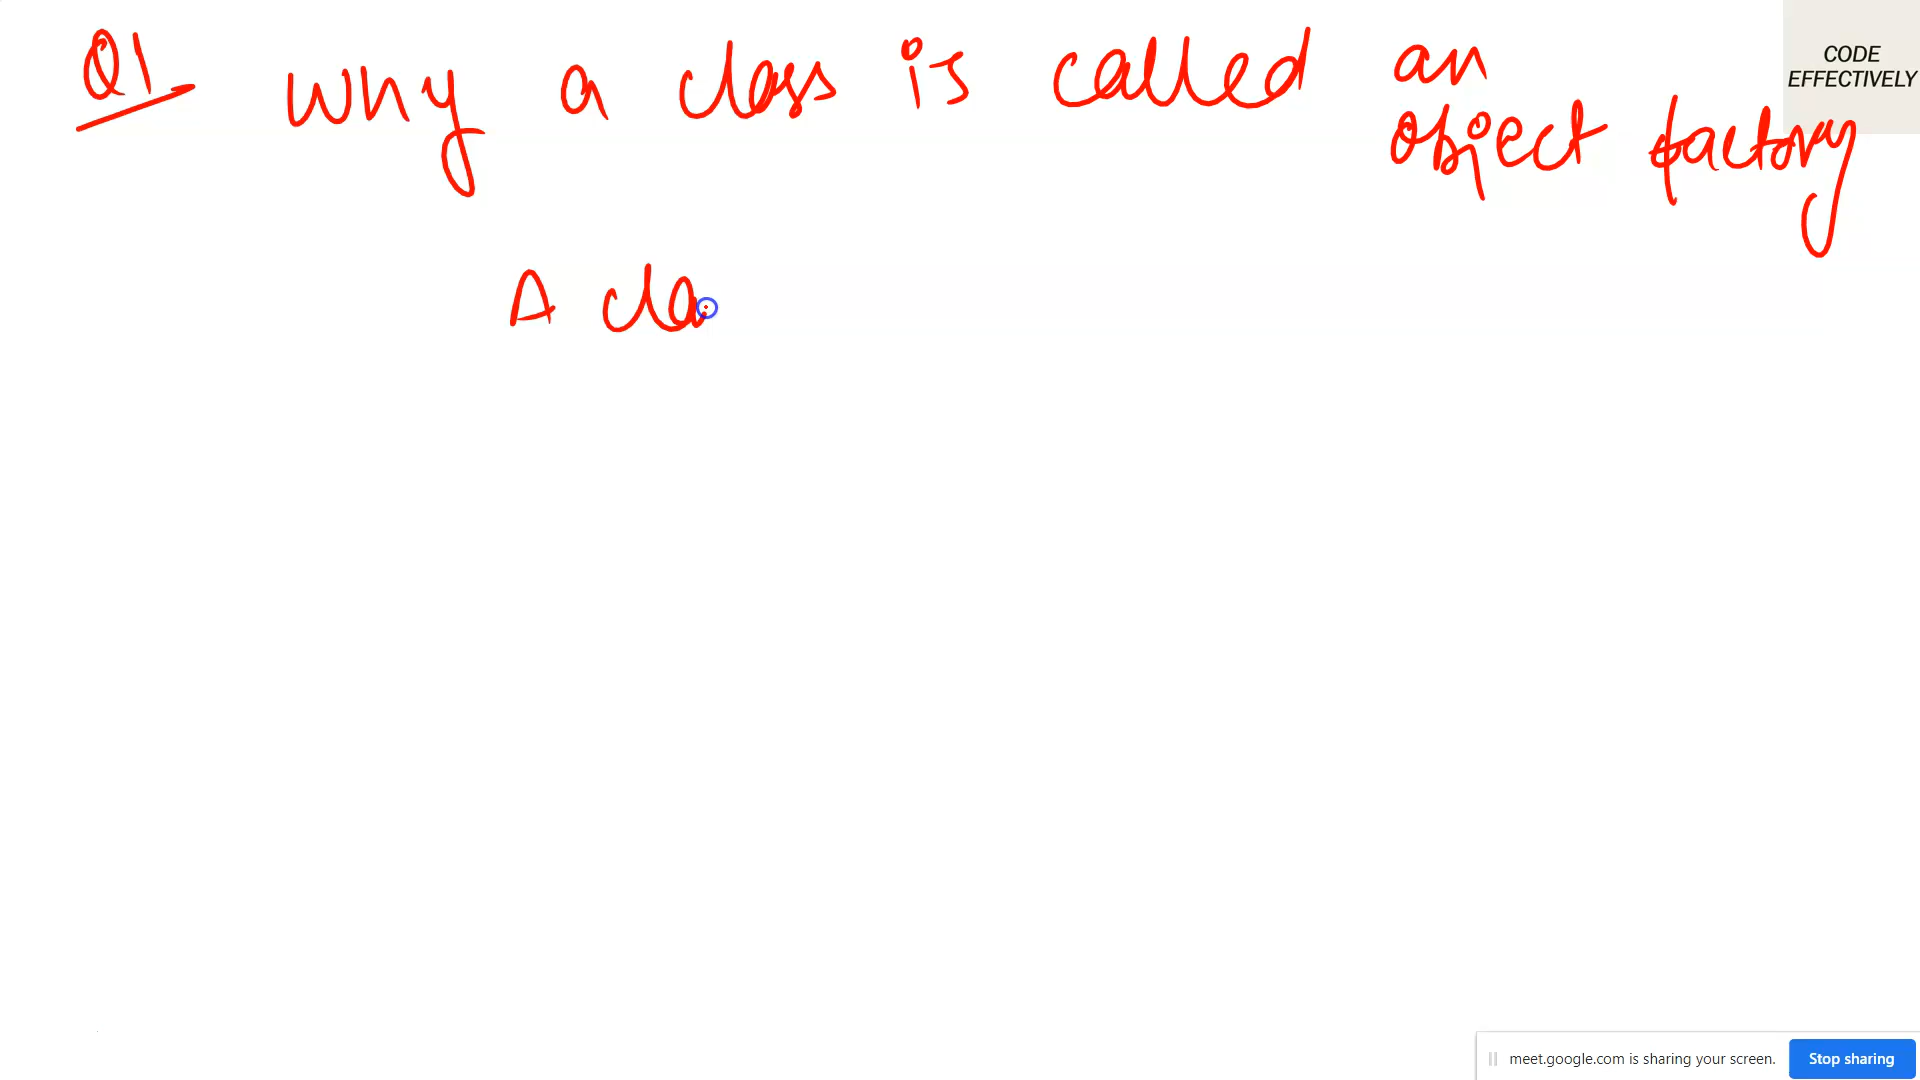 Q1 Why a class is called an
object factory
A cla
CODE
EFFECTIVELY
meet.google.com is sharing your screen. Stop sharing